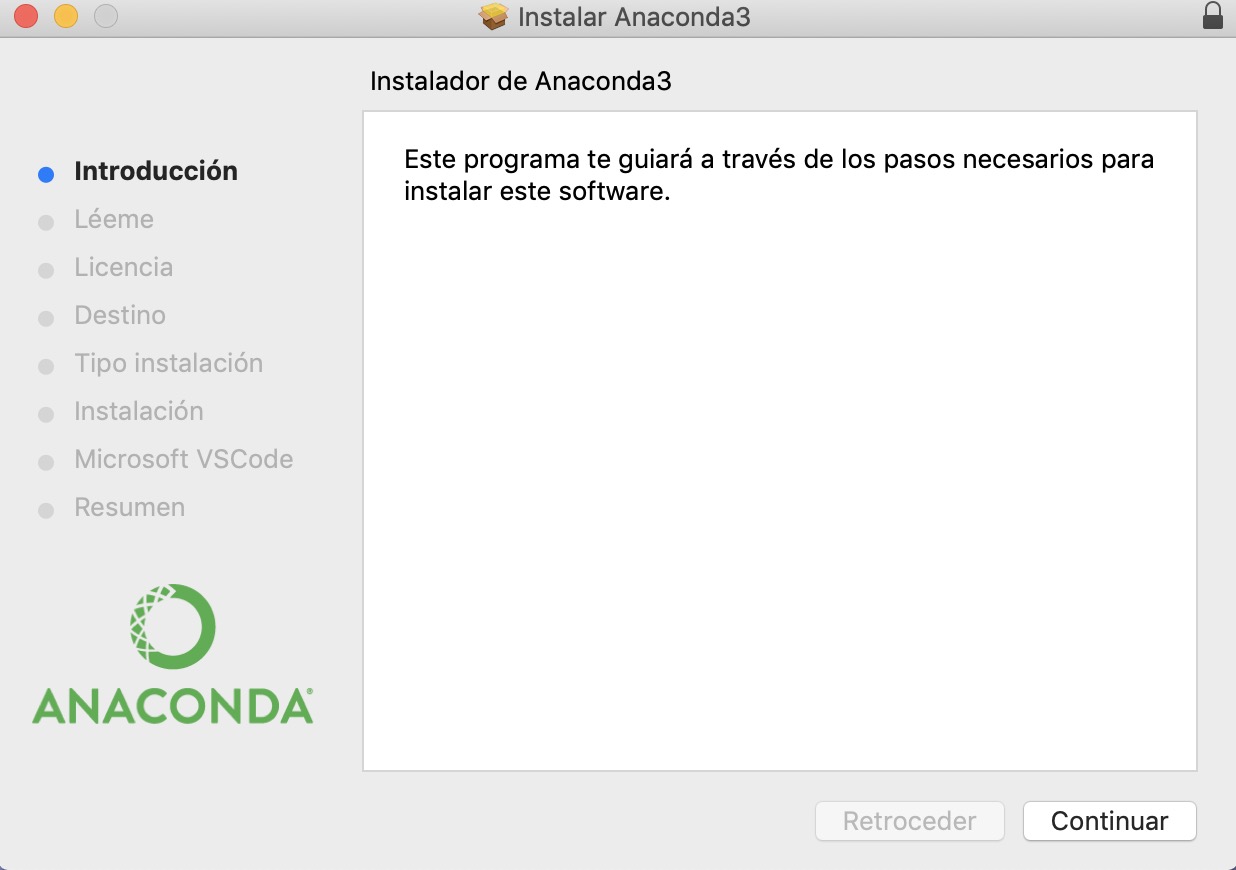 Instalar Anaconda3
Instalador de Anaconda3
Introducción
Léeme
Licencia
Destino
Tipo instalación
Instalación
Microsoft VSCode
Resumen
ANACONDA®
Este programa te guiará a través de los pasos necesarios para
instalar este software.
Retroceder
Continuar